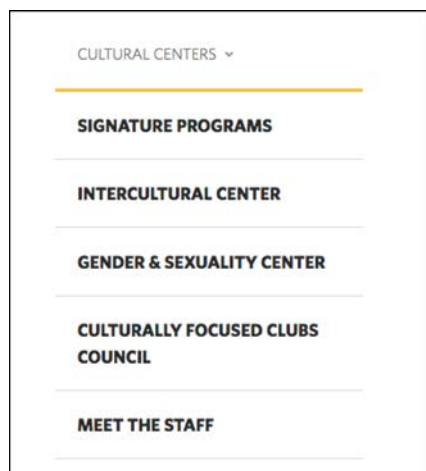 CULTURAL CENTERS
SIGNATURE PROGRAMS
INTERCULTURAL CENTER
GENDER & SEXUALITY CENTER
CULTURALLY FOCUSED CLUBS
COUNCIL
MEET THE STAFF